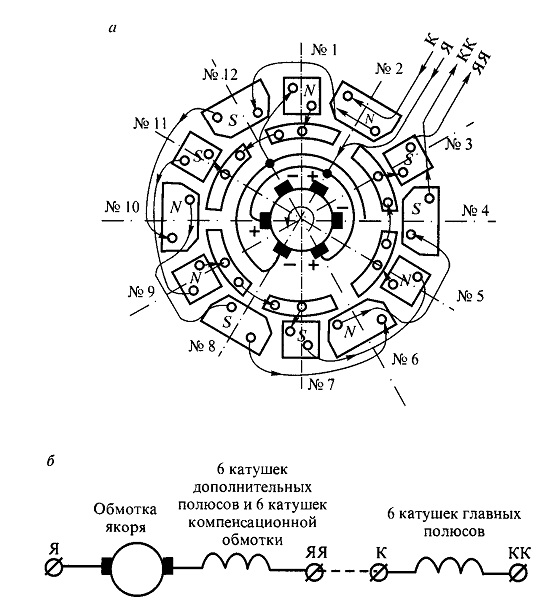 а
К
Я
КК
ЯЯ
№ 1
№ 12
№ 2
№ 11
№ 3
№ 10
№ 4
№ 9
№ 5
№ 8
№ 6
№ 7
N
N
S
S
N
N
S
S
N
N
S
S
− +
+ −
− +
б
6 катушек
дополнительных
полюсов и 6 катушек
компенсационной
обмотки
Обмотка
якоря
6 катушек главных
полюсов
Я
ЯЯ
К
КК